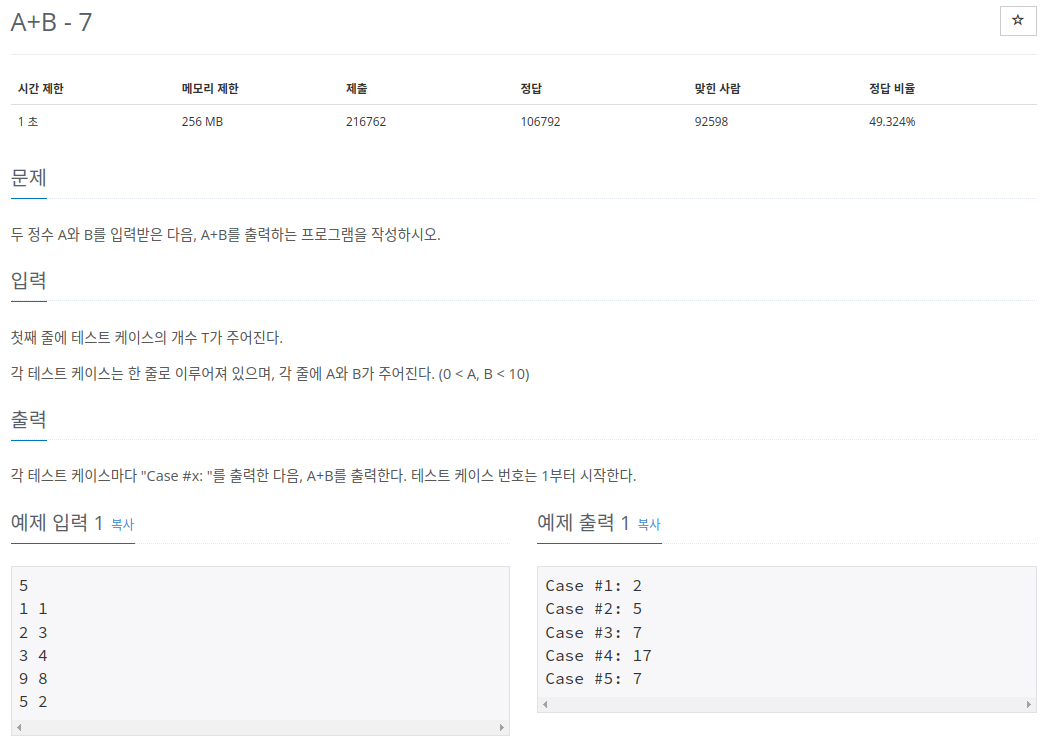 A+B - 7
☆
시간 제한 메모리 제한 제출 정답 맞힌 사람 정답 비율
1 초 256 MB 216762 106792 92598 49.324%
문제
두 정수 A와 B를 입력받은 다음, A+B를 출력하는 프로그램을 작성하시오.
입력
첫째 줄에 테스트 케이스의 개수 T가 주어진다.
각 테스트 케이스는 한 줄로 이루어져 있으며, 각 줄에 A와 B가 주어진다. (0 < A, B < 10)
출력
각 테스트 케이스마다 "Case #x: "를 출력한 다음, A+B를 출력한다. 테스트 케이스 번호는 1부터 시작한다.
예제 입력 1 복사
5
1 1
2 3
3 4
9 8
5 2
예제 출력 1 복사
Case #1: 2
Case #2: 5
Case #3: 7
Case #4: 17
Case #5: 7